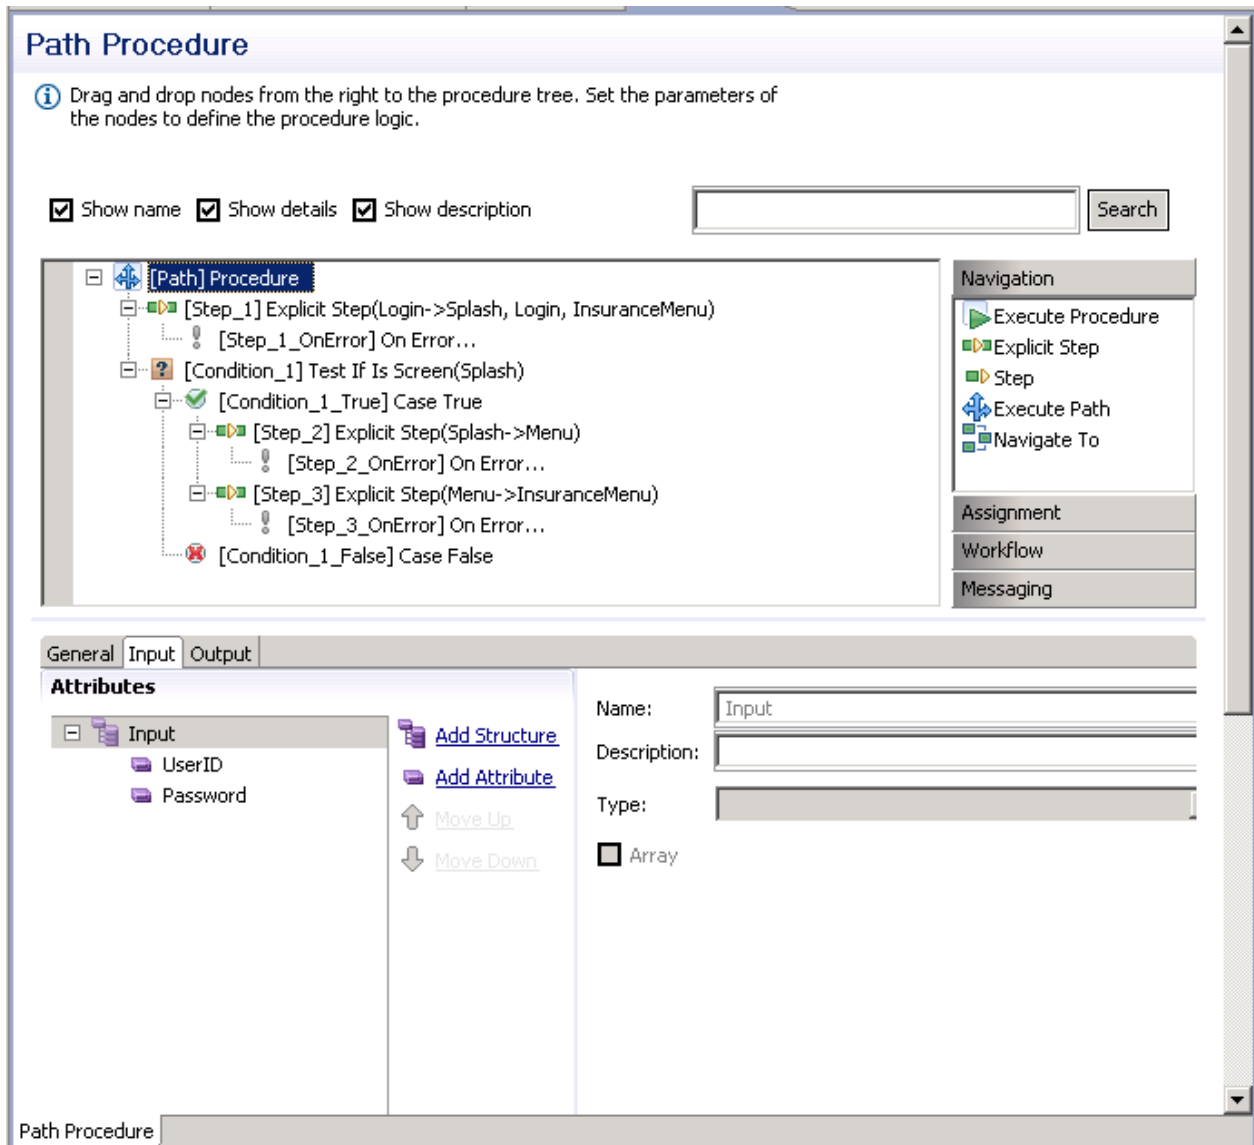 Path Procedure
Drag and drop nodes from the right to the procedure tree. Set the parameters of
the nodes to define the procedure logic.
Show name Show details Show description
Search
[Path] Procedure
[Step_1] Explicit Step(Login->Splash, Login, InsuranceMenu)
[Step_1_OnError] On Error...
[Condition_1] Test If Is Screen(Splash)
[Condition_1_True] Case True
[Step_2] Explicit Step(Splash->Menu)
[Step_2_OnError] On Error...
[Step_3] Explicit Step(Menu->InsuranceMenu)
[Step_3_OnError] On Error...
[Condition_1_False] Case False
Navigation
Execute Procedure
Explicit Step
Step
Execute Path
Navigate To
Assignment
Workflow
Messaging
General Input Output
Attributes
Input
UserID
Password
Add Structure
Add Attribute
Move Up
Move Down
Name: Input
Description:
Type:
Array
Path Procedure